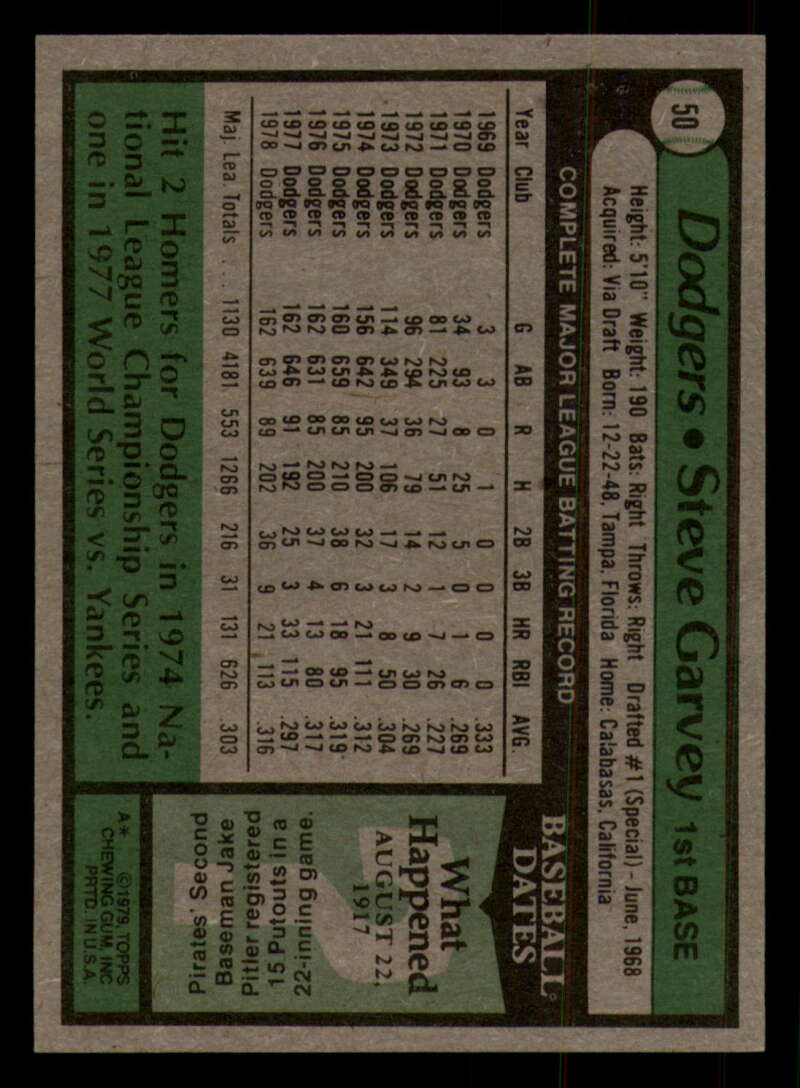 50
Dodgers • Steve Garvey 1st BASE
Height: 5'10" Weight: 190 Bats: Right Throws: Right Drafted #1 (Special) - June, 1968
Acquired: Via Draft Born: 12-22-48, Tampa, Florida Home: Calabasas, California
COMPLETE MAJOR LEAGUE BATTING RECORD
Year Club G AB R H 2B 3B HR RBI AVG.
1969 Dodgers 3 3 0 1 0 0 0 0 .333
1970 Dodgers 34 93 8 25 5 0 1 6 .269
1971 Dodgers 81 225 27 51 12 1 7 26 .227
1972 Dodgers 96 294 36 79 14 2 9 30 .269
1973 Dodgers 114 349 37 106 17 3 8 50 .304
1974 Dodgers 156 642 95 200 32 3 21 111 .312
1975 Dodgers 160 659 85 210 38 6 18 95 .319
1976 Dodgers 162 631 85 200 37 4 13 80 .317
1977 Dodgers 162 646 91 192 25 3 33 115 .297
1978 Dodgers 162 639 89 202 36 9 21 113 .316
Maj. Lea. Totals ... 1130 4181 553 1266 216 31 131 626 .303
Hit 2 Homers for Dodgers in 1974 Na-
tional League Championship Series and
one in 1977 World Series vs. Yankees.
BASEBALL
DATES
What
Happened
AUGUST 22,
1917
Pirates' Second
Baseman Jake
Pitler registered
15 Putouts in a
22-inning game.
A* ©1979, TOPPS
CHEWING GUM, INC
PRTD. IN U.S.A.